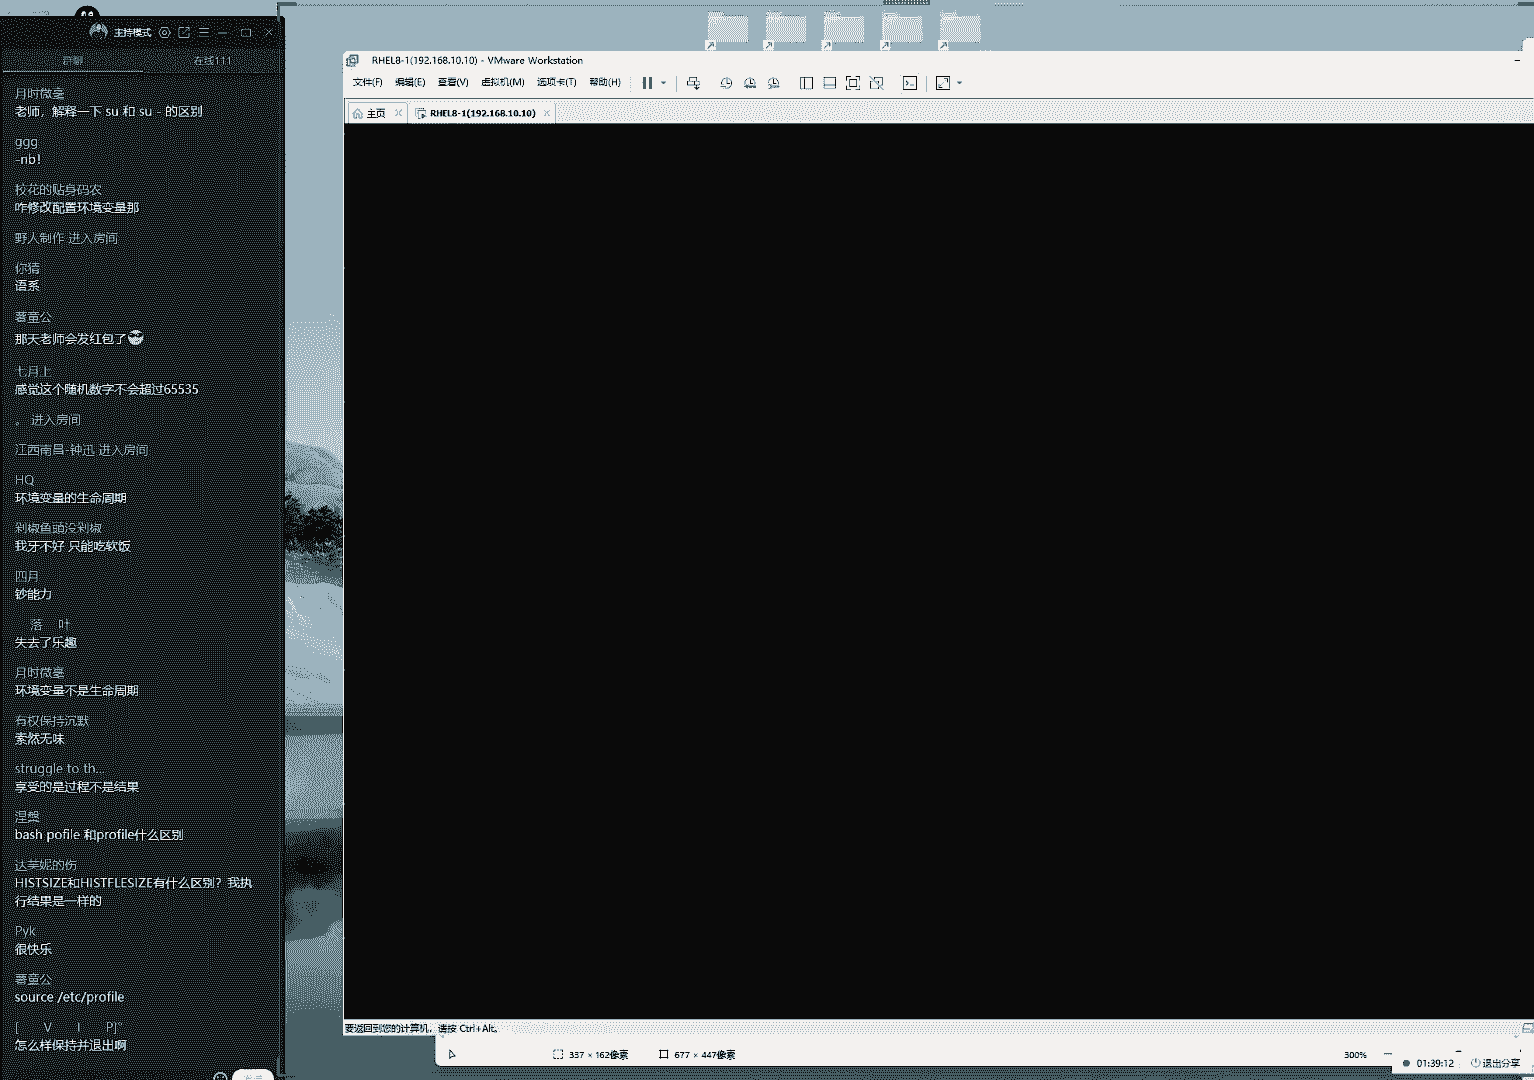 主持模式
群聊
在线111
月时微毫
老师，解释一下 su 和 su - 的区别
ggg
-nb!
校花的贴身码农
咋修改配置环境变量那
野人制作 进入房间
你猜
语系
薯童公
那天老师会发红包了
七月上
感觉这个随机数字不会超过65535
。 进入房间
江西南昌-钟迅 进入房间
HQ
环境变量的生命周期
剁椒鱼頭没剁椒
我牙不好 只能吃软饭
四月
钞能力
落 叶
失去了乐趣
月时微毫
环境变量不是生命周期
有权保持沉默
索然无味
struggle to th...
享受的是过程不是结果
涅槃
bash pofile 和profile什么区别
达芙妮的伤
HISTSIZE和HISTFLESIZE有什么区别？我执
行结果是一样的
Pyk
很快乐
薯童公
source /etc/profile
[ V I P]°
怎么样保持并退出啊
RHEL8-1(192.168.10.10) - VMware Workstation
文件(F) 编辑(E) 查看(V) 虚拟机(M) 选项卡(T) 帮助(H)
主页
RHEL8-1(192.168.10.10)
要返回到您的计算机，请按 Ctrl+Alt。
337 × 162像素
677 × 447像素
300%
01:39:12
退出分享